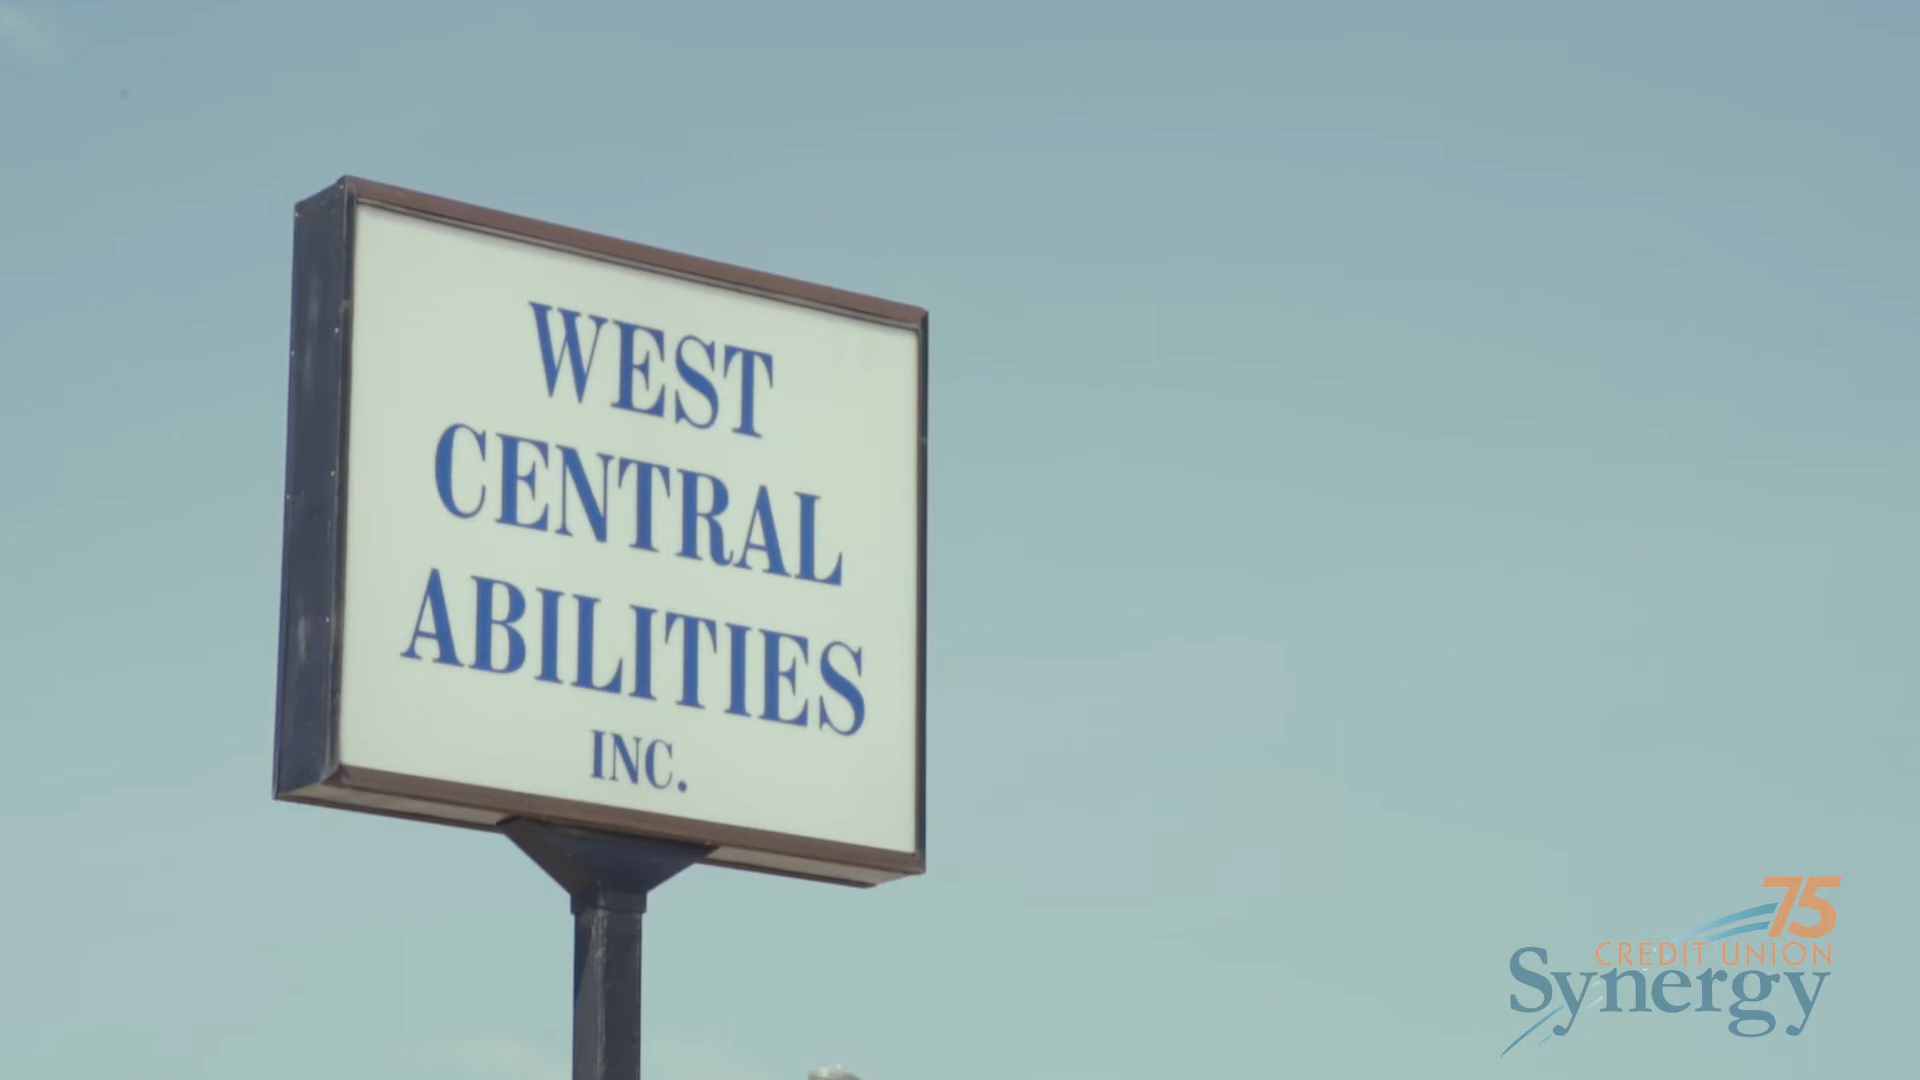 WEST
CENTRAL
ABILITIES
INC.
75
CREDIT UNION
Synergy